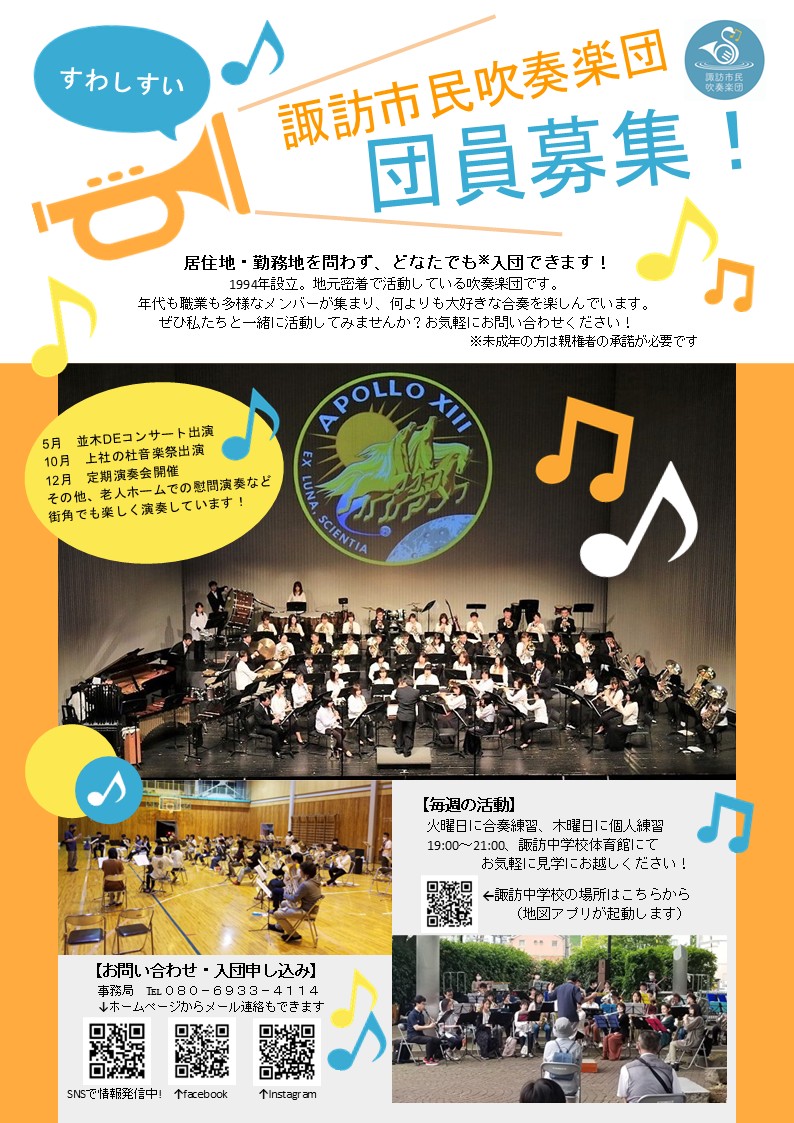 すわしすい
諏訪市民吹奏楽団
団員募集！
諏訪市民
吹奏楽団
居住地・勤務地を問わず、どなたでも※入団できます！
1994年設立。地元密着で活動している吹奏楽団です。
年代も職業も多様なメンバーが集まり、何よりも大好きな合奏を楽しんでいます。
ぜひ私たちと一緒に活動してみませんか？お気軽にお問い合わせください！
※未成年の方は親権者の承諾が必要です
5月　並木DEコンサート出演
10月　上社の杜音楽祭出演
12月　定期演奏会開催
その他、老人ホームでの慰問演奏など
街角でも楽しく演奏しています！
APOLLO XIII
EX LUNA, SCIENTIA
【毎週の活動】
火曜日に合奏練習、木曜日に個人練習
19:00～21:00、諏訪中学校体育館にて
お気軽に見学にお越しください！
←諏訪中学校の場所はこちらから
（地図アプリが起動します）
【お問い合わせ・入団申し込み】
事務局　℡０８０－６９３３－４１１４
↓ホームページからメール連絡もできます
SNSで情報発信中！　↑facebook　↑Instagram